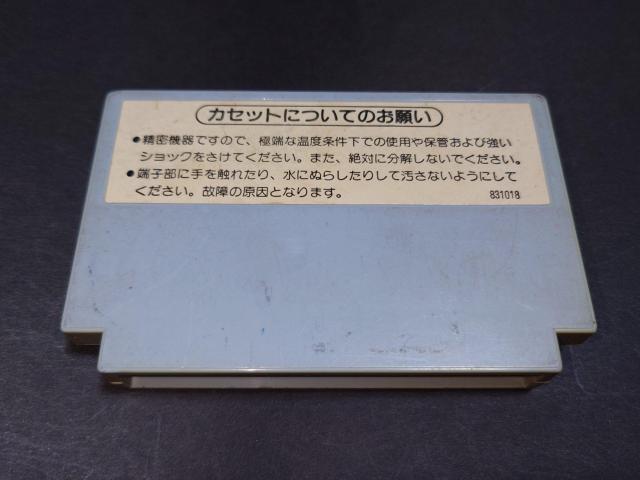 カセットについてのお願い
●精密機器ですので、極端な温度条件下での使用や保管および強い
ショックをさけてください。また、絶対に分解しないでください。
●端子部に手を触れたり、水にぬらしたりして汚さないようにして
ください。故障の原因となります。
831018